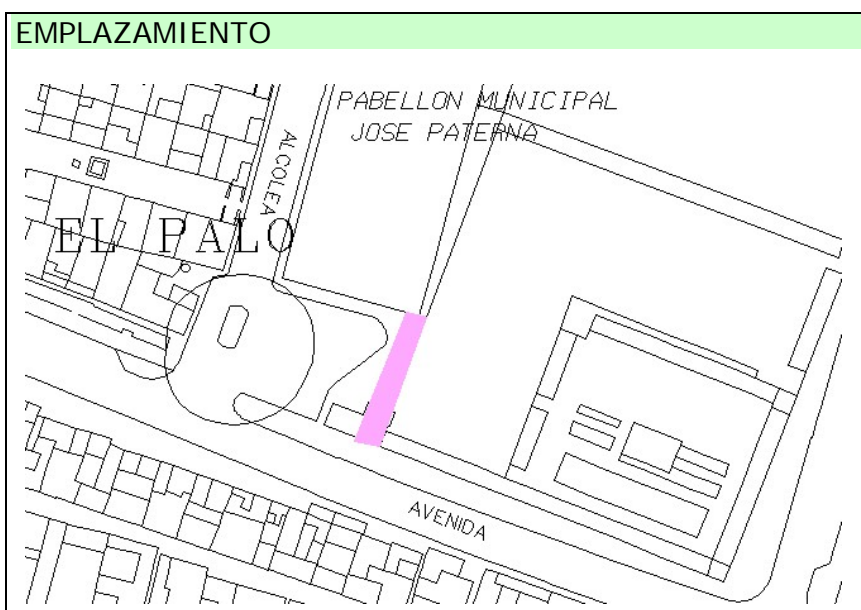 EMPLAZAMIENTO
PABELLON MUNICIPAL
JOSE PATERNA
ALCOLEA
EL PALO
AVENIDA